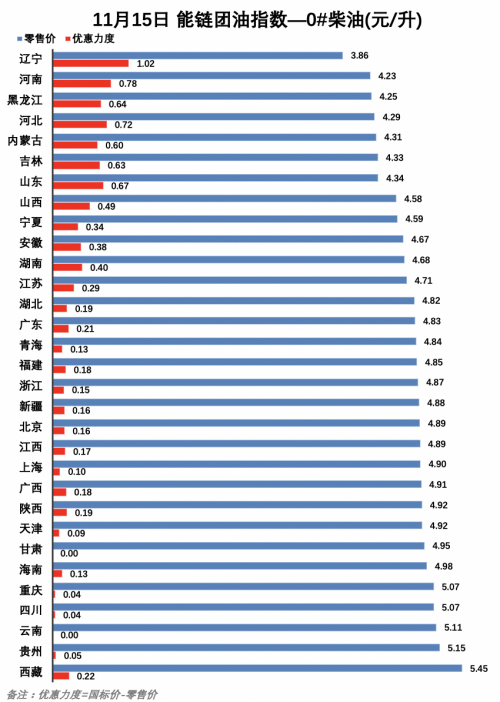 11月15日 能链团油指数—0#柴油(元/升)
零售价 优惠力度
辽宁 3.86 1.02
河南 4.23 0.78
黑龙江 4.25 0.64
河北 4.29 0.72
内蒙古 4.31 0.60
吉林 4.33 0.63
山东 4.34 0.67
山西 4.58 0.49
宁夏 4.59 0.34
安徽 4.67 0.38
湖南 4.68 0.40
江苏 4.71 0.29
湖北 4.82 0.19
广东 4.83 0.21
青海 4.84 0.13
福建 4.85 0.18
浙江 4.87 0.15
新疆 4.88 0.16
北京 4.89 0.16
江西 4.89 0.17
上海 4.90 0.10
广西 4.91 0.18
陕西 4.92 0.19
天津 4.92 0.09
甘肃 4.95 0.00
海南 4.98 0.13
重庆 5.07 0.04
四川 5.07 0.04
云南 5.11 0.00
贵州 5.15 0.05
西藏 5.45 0.22
备注：优惠力度=国标价-零售价